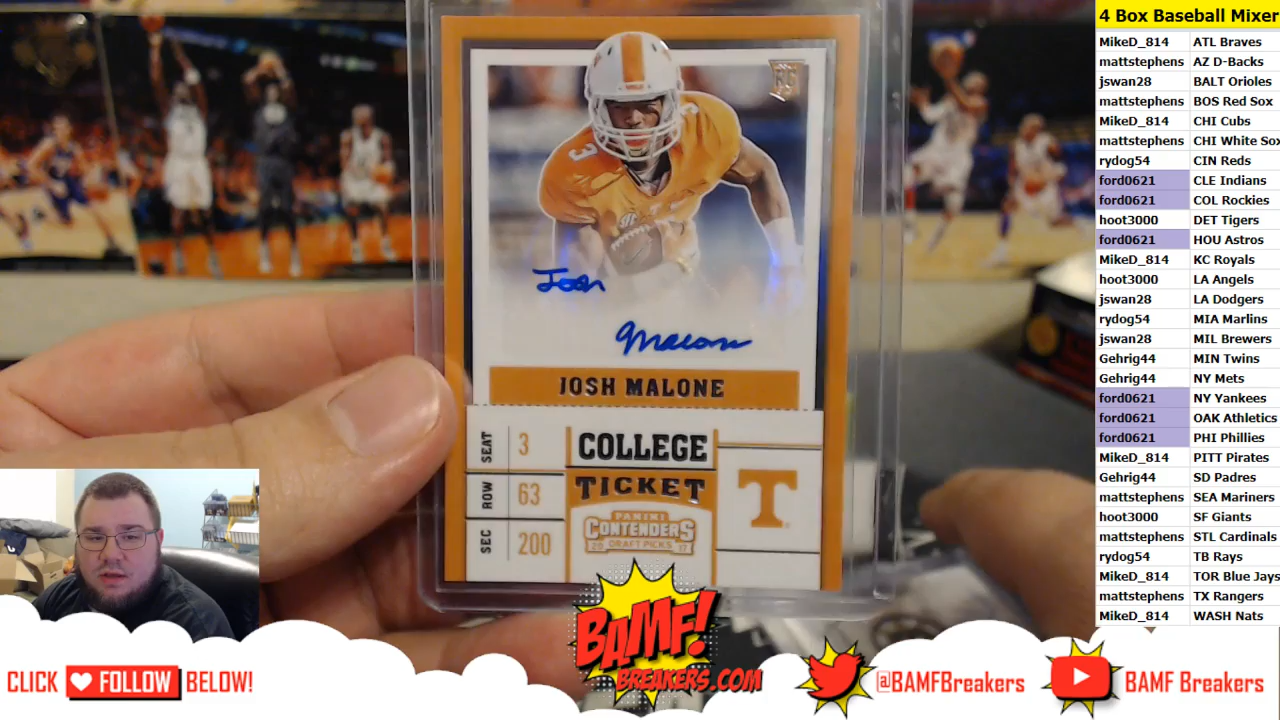 4 Box Baseball Mixer
MikeD_814 ATL Braves
mattstephens AZ D-Backs
jswan28 BALT Orioles
mattstephens BOS Red Sox
MikeD_814 CHI Cubs
mattstephens CHI White Sox
rydog54 CIN Reds
ford0621 CLE Indians
ford0621 COL Rockies
hoot3000 DET Tigers
ford0621 HOU Astros
MikeD_814 KC Royals
hoot3000 LA Angels
jswan28 LA Dodgers
rydog54 MIA Marlins
jswan28 MIL Brewers
Gehrig44 MIN Twins
Gehrig44 NY Mets
ford0621 NY Yankees
ford0621 OAK Athletics
ford0621 PHI Phillies
MikeD_814 PITT Pirates
Gehrig44 SD Padres
mattstephens SEA Mariners
hoot3000 SF Giants
mattstephens STL Cardinals
rydog54 TB Rays
MikeD_814 TOR Blue Jays
mattstephens TX Rangers
MikeD_814 WASH Nats
RC
3
Josh
Malone
JOSH MALONE
SEAT 3
ROW 63
SEC 200
COLLEGE
TICKET
PANINI
CONTENDERS
20 DRAFT PICKS 17
T
BAMF!
BREAKERS.COM
CLICK FOLLOW BELOW!
@BAMFBreakers
BAMF Breakers